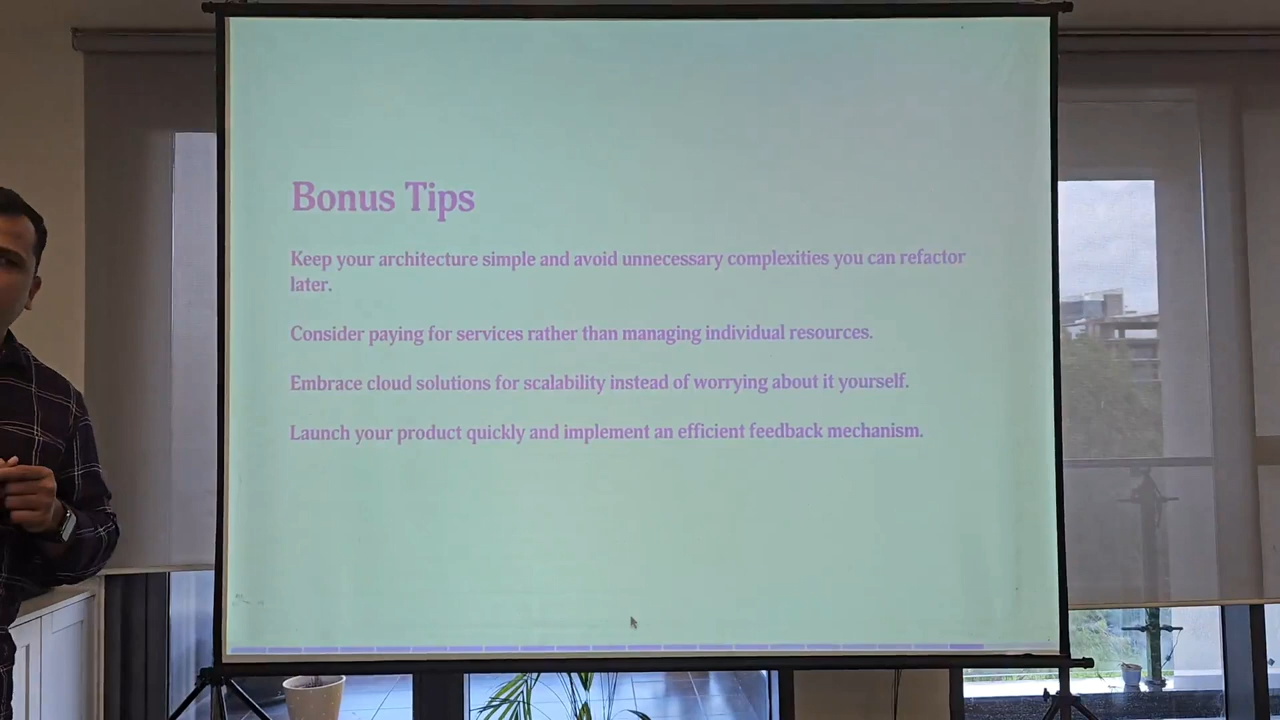 Bonus Tips
Keep your architecture simple and avoid unnecessary complexities you can refactor
later.
Consider paying for services rather than managing individual resources.
Embrace cloud solutions for scalability instead of worrying about it yourself.
Launch your product quickly and implement an efficient feedback mechanism.